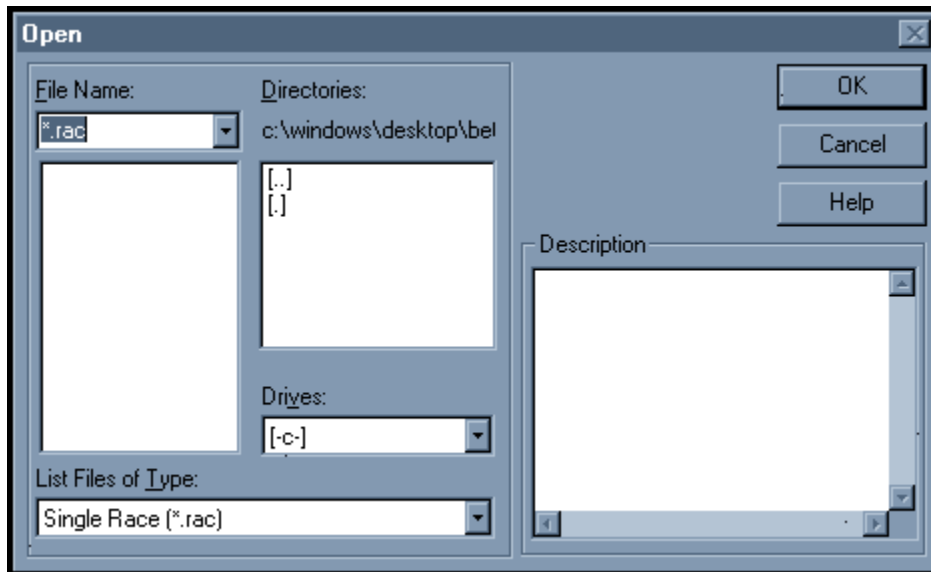 Open
File Name:
*.rac
Directories:
c:\windows\desktop\bel
[..]
[.]
Drives:
[-c-]
List Files of Type:
Single Race (*.rac)
OK
Cancel
Help
Description